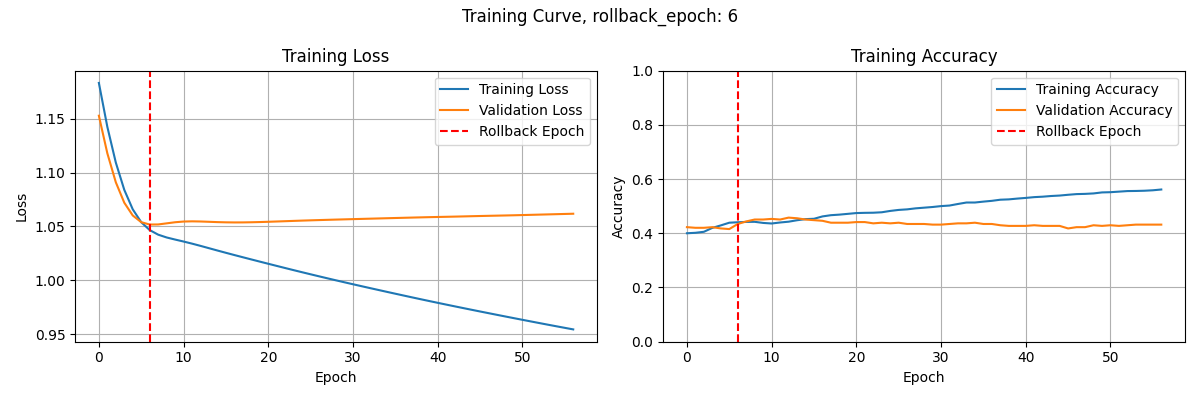 Training Curve, rollback_epoch: 6
Training Loss
Training Loss
Validation Loss
Rollback Epoch
1.15
1.10
1.05
1.00
0.95
Loss
0 10 20 30 40 50
Epoch
Training Accuracy
Training Accuracy
Validation Accuracy
Rollback Epoch
1.0
0.8
0.6
0.4
0.2
0.0
Accuracy
0 10 20 30 40 50
Epoch